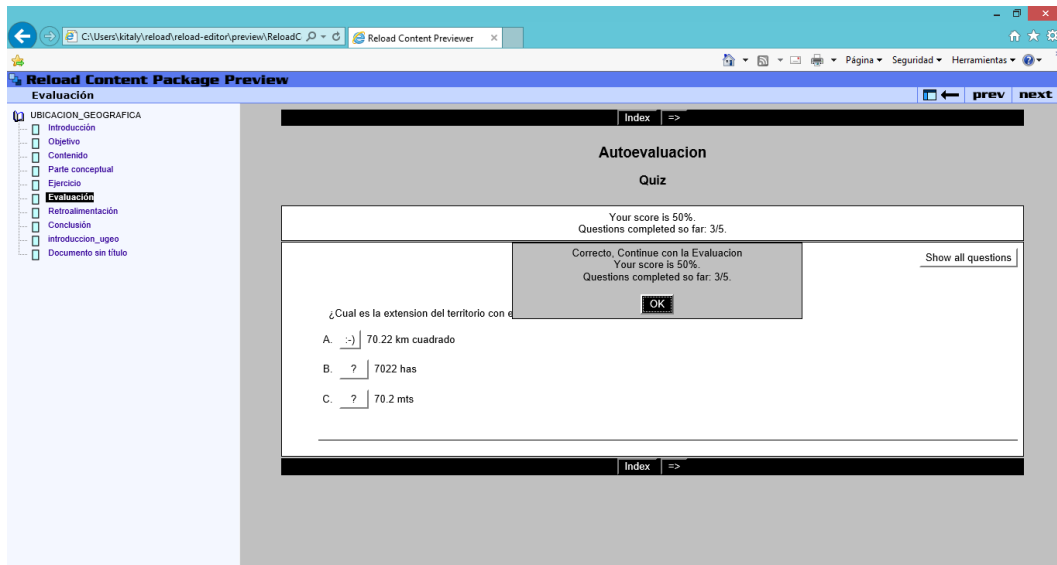 C:\Users\kitaly\reload\reload-editor\preview\ReloadC
Reload Content Previewer
Página
Seguridad
Herramientas
Reload Content Package Preview
Evaluación
prev
next
UBICACION_GEOGRAFICA
Introducción
Objetivo
Contenido
Parte conceptual
Ejercicio
Evaluación
Retroalimentación
Conclusión
introduccion_ugeo
Documento sin título
Index =>
Autoevaluacion
Quiz
Your score is 50%.
Questions completed so far: 3/5.
Correcto, Continue con la Evaluacion
Your score is 50%.
Questions completed so far: 3/5.
OK
Show all questions
¿Cual es la extension del territorio con e
A. :-) 70.22 km cuadrado
B. ? 7022 has
C. ? 70.2 mts
Index =>